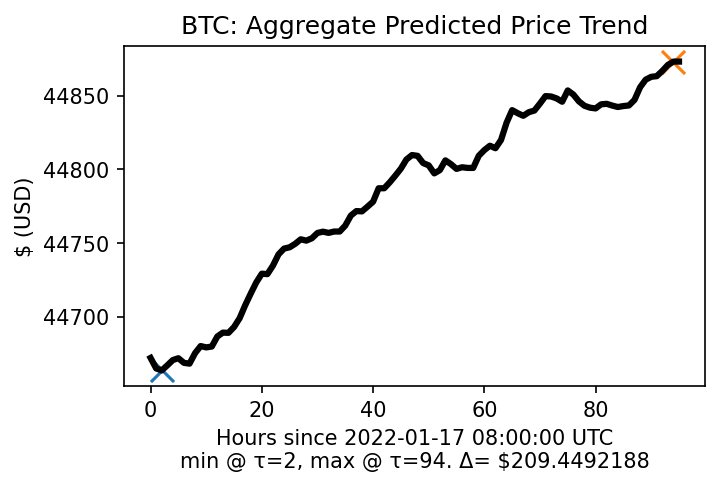 BTC: Aggregate Predicted Price Trend
$ (USD)
44850
44800
44750
44700
0 20 40 60 80
Hours since 2022-01-17 08:00:00 UTC
min @ τ=2, max @ τ=94. Δ= $209.4492188